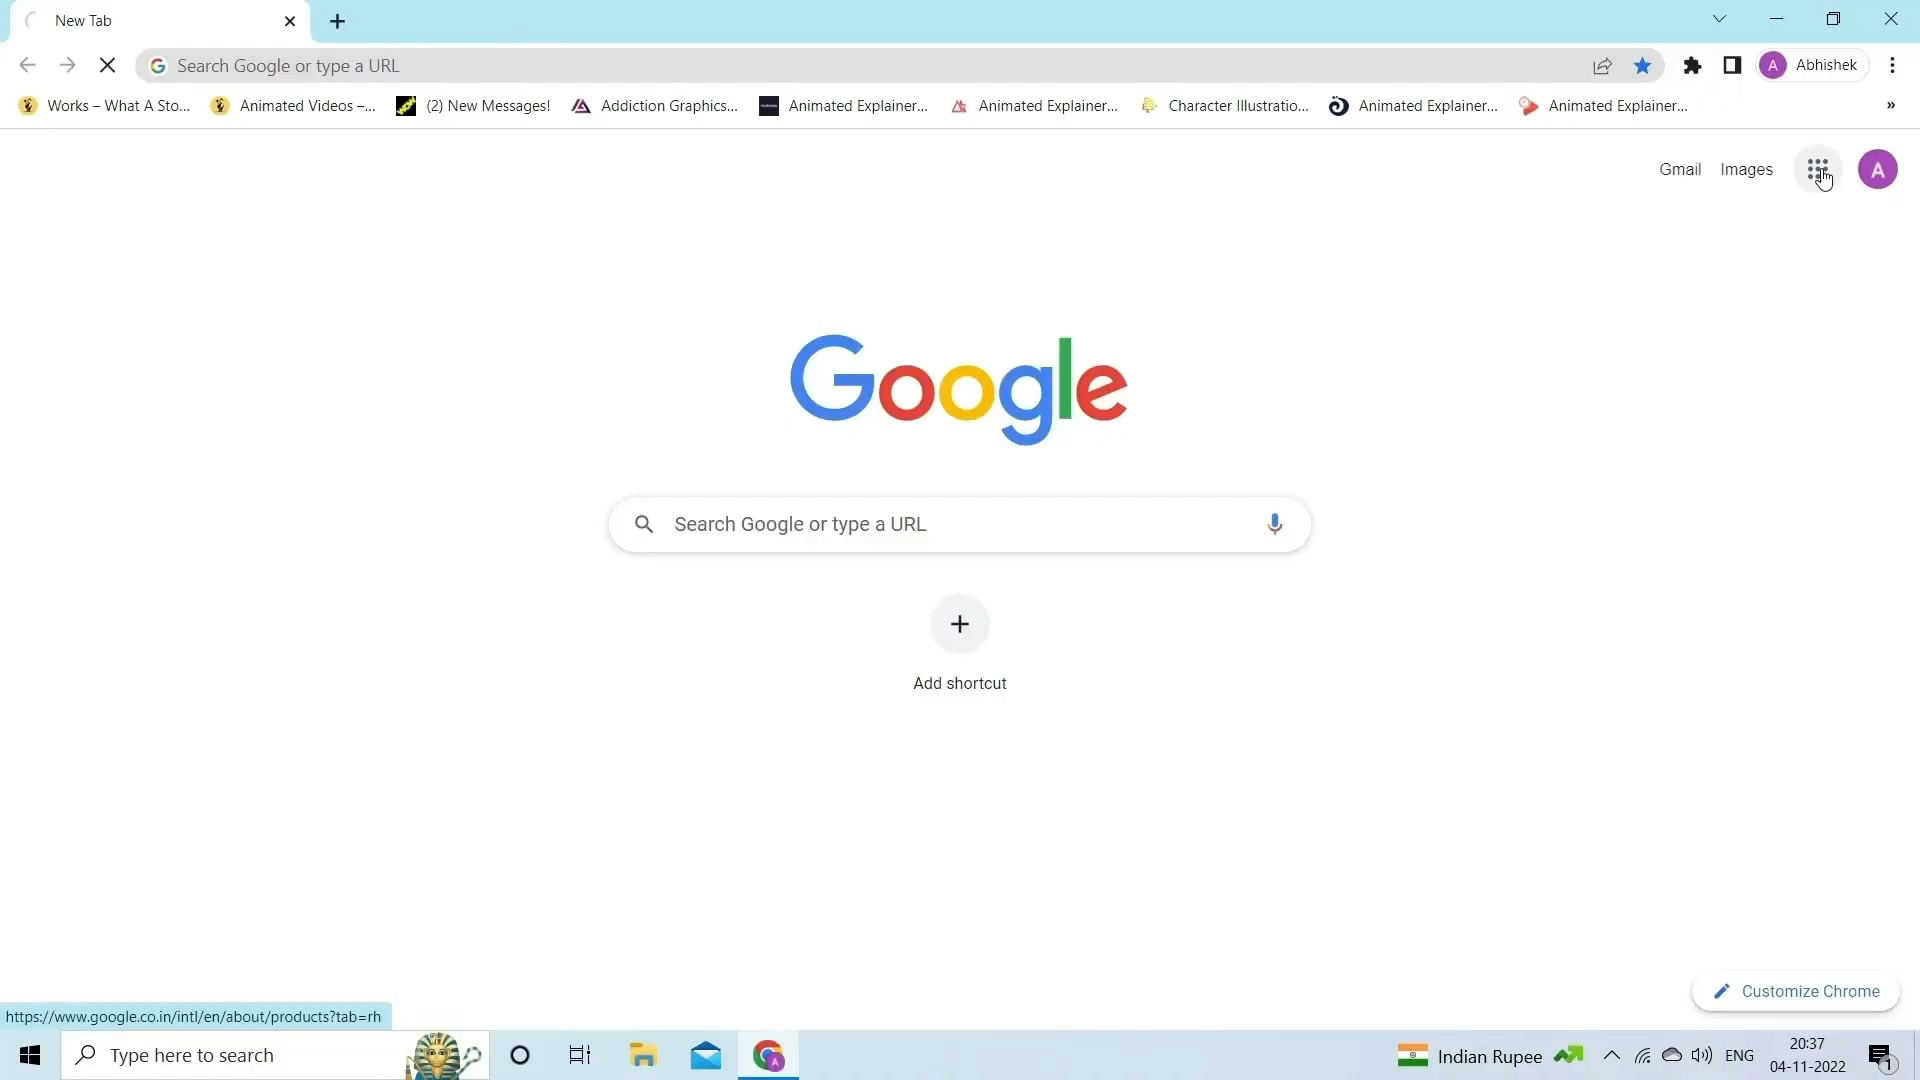 New Tab
Search Google or type a URL
A Abhishek
Works – What A Sto...
Animated Videos –...
(2) New Messages!
Addiction Graphics...
Animated Explainer...
Animated Explainer...
Character Illustratio...
Animated Explainer...
Animated Explainer...
»
Gmail Images A
Google
Search Google or type a URL
Add shortcut
Customize Chrome
https://www.google.co.in/intl/en/about/products?tab=rh
Type here to search
Indian Rupee
ENG
20:37
04-11-2022
1